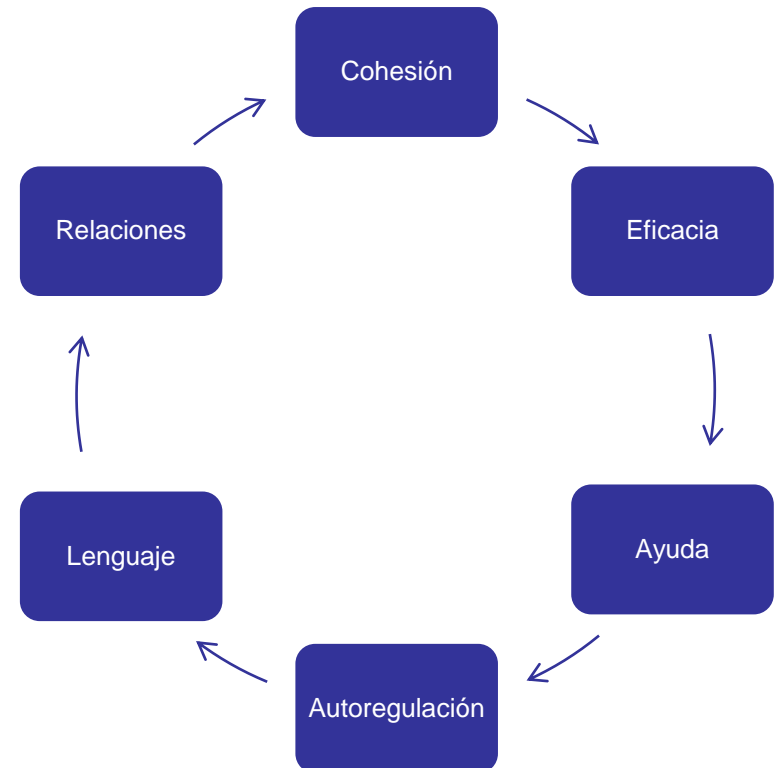 Cohesión
Eficacia
Ayuda
Autoregulación
Lenguaje
Relaciones